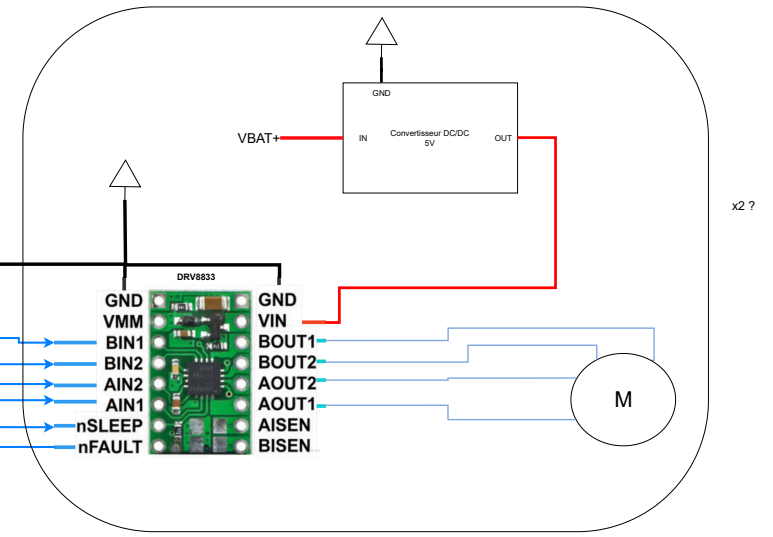 GND
VBAT+
IN
Convertisseur DC/DC
5V
OUT
x2 ?
DRV8833
GND
GND
VMM
VIN
BIN1
BOUT1
BIN2
BOUT2
AIN2
AOUT2
AIN1
AOUT1
nSLEEP
AISEN
nFAULT
BISEN
M